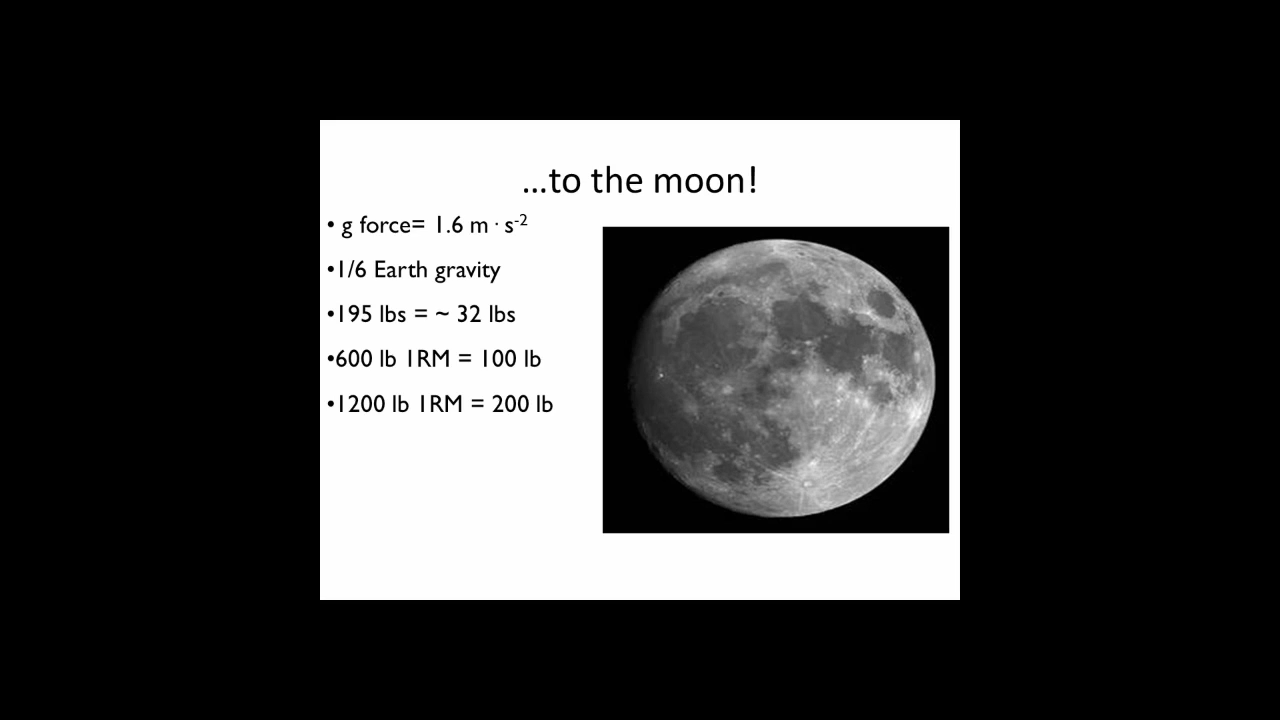 ...to the moon!
• g force= 1.6 m · s-2
•1/6 Earth gravity
•195 lbs = ~ 32 lbs
•600 lb 1RM = 100 lb
•1200 lb 1RM = 200 lb